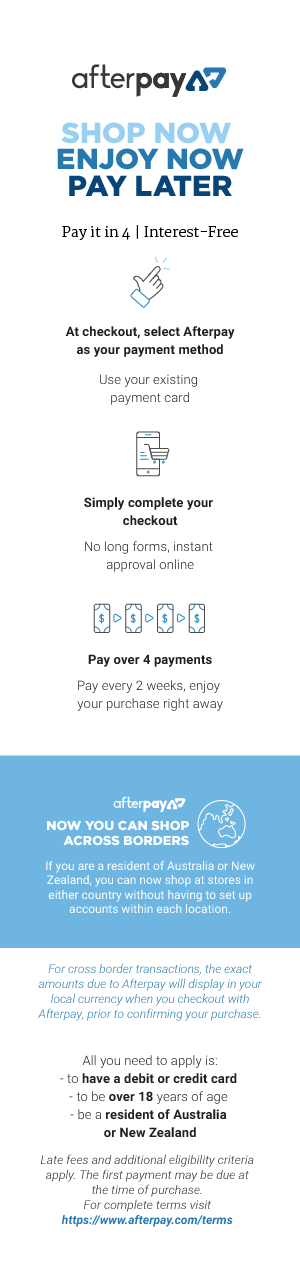 afterpay
SHOP NOW
ENJOY NOW
PAY LATER
Pay it in 4 | Interest-Free
At checkout, select Afterpay
as your payment method
Use your existing
payment card
Simply complete your
checkout
No long forms, instant
approval online
$ $ $ $
Pay over 4 payments
Pay every 2 weeks, enjoy
your purchase right away
afterpay
NOW YOU CAN SHOP
ACROSS BORDERS
If you are a resident of Australia or New
Zealand, you can now shop at stores in
either country without having to set up
accounts within each location.
For cross border transactions, the exact
amounts due to Afterpay will display in your
local currency when you checkout with
Afterpay, prior to confirming your purchase.
All you need to apply is:
- to have a debit or credit card
- to be over 18 years of age
- be a resident of Australia
or New Zealand
Late fees and additional eligibility criteria
apply. The first payment may be due at
the time of purchase.
For complete terms visit
https://www.afterpay.com/terms